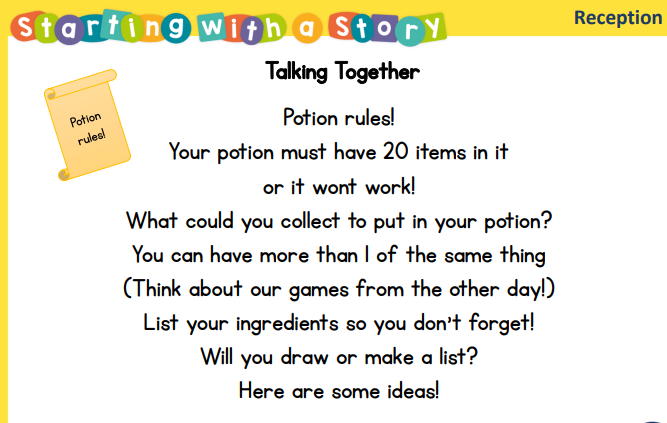 Starting with a Story
Reception
Talking Together
Potion
rules!
Potion rules!
Your potion must have 20 items in it
or it wont work!
What could you collect to put in your potion?
You can have more than 1 of the same thing
(Think about our games from the other day!)
List your ingredients so you don't forget!
Will you draw or make a list?
Here are some ideas!